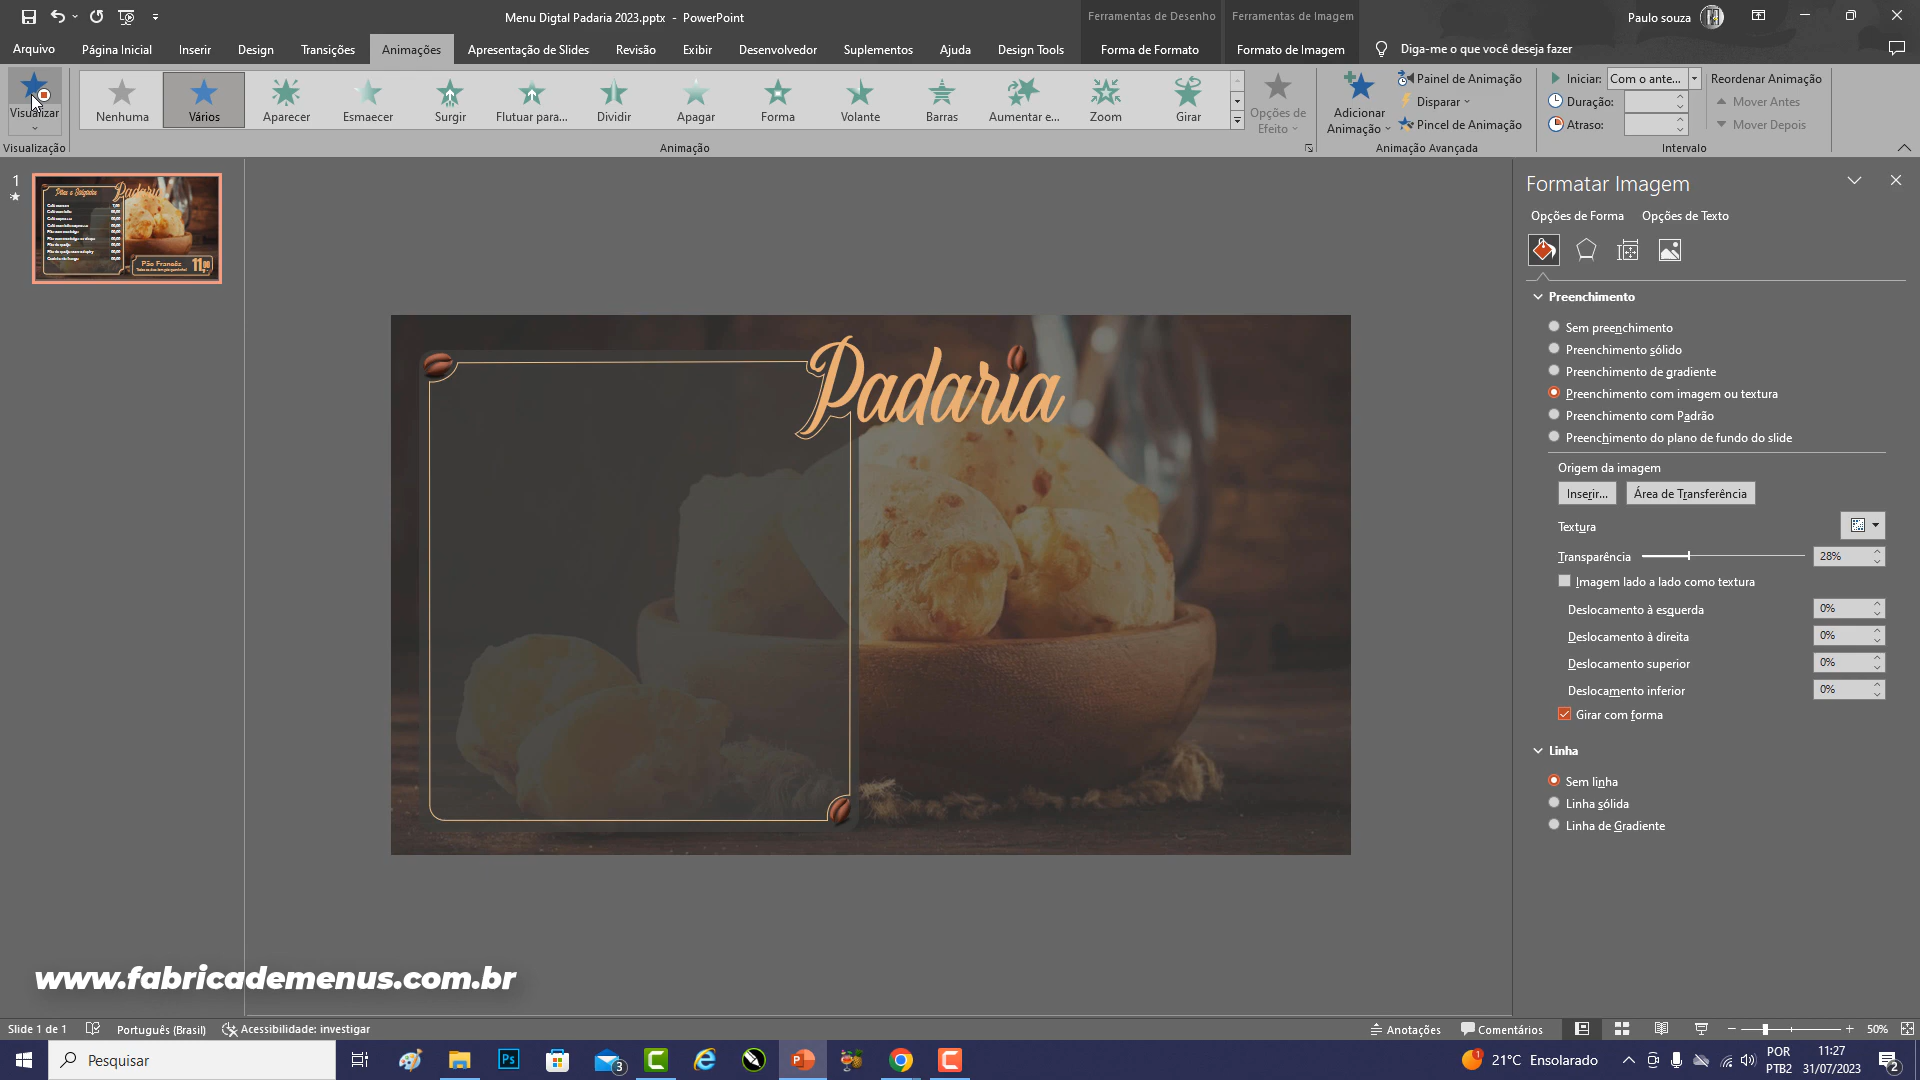 Menu Digtal Padaria 2023.pptx - PowerPoint
Ferramentas de Desenho
Ferramentas de Imagem
Paulo souza
Arquivo
Página Inicial
Inserir
Design
Transições
Animações
Apresentação de Slides
Revisão
Exibir
Desenvolvedor
Suplementos
Ajuda
Design Tools
Forma de Formato
Formato de Imagem
Diga-me o que você deseja fazer
Visualizar
Nenhuma
Vários
Aparecer
Esmaecer
Surgir
Flutuar para...
Dividir
Apagar
Forma
Volante
Barras
Aumentar e...
Zoom
Girar
Opções de
Efeito
Adicionar
Animação
Painel de Animação
Disparar
Pincel de Animação
Iniciar: Com o ante...
Duração:
Atraso:
Reordenar Animação
Mover Antes
Mover Depois
Visualização
Animação
Animação Avançada
Intervalo
1
Padaria
Pão Francês
11,
Padaria
Formatar Imagem
Opções de Forma
Opções de Texto
Preenchimento
Sem preenchimento
Preenchimento sólido
Preenchimento de gradiente
Preenchimento com imagem ou textura
Preenchimento com Padrão
Preenchimento do plano de fundo do slide
Origem da imagem
Inserir...
Área de Transferência
Textura
Transparência
28%
Imagem lado a lado como textura
Deslocamento à esquerda
0%
Deslocamento à direita
0%
Deslocamento superior
0%
Deslocamento inferior
0%
Girar com forma
Linha
Sem linha
Linha sólida
Linha de Gradiente
www.fabricademenus.com.br
Slide 1 de 1
Português (Brasil)
Acessibilidade: investigar
Anotações
Comentários
50%
Pesquisar
Ps
3
1
21°C Ensolarado
POR
PTB2
11:27
31/07/2023
2